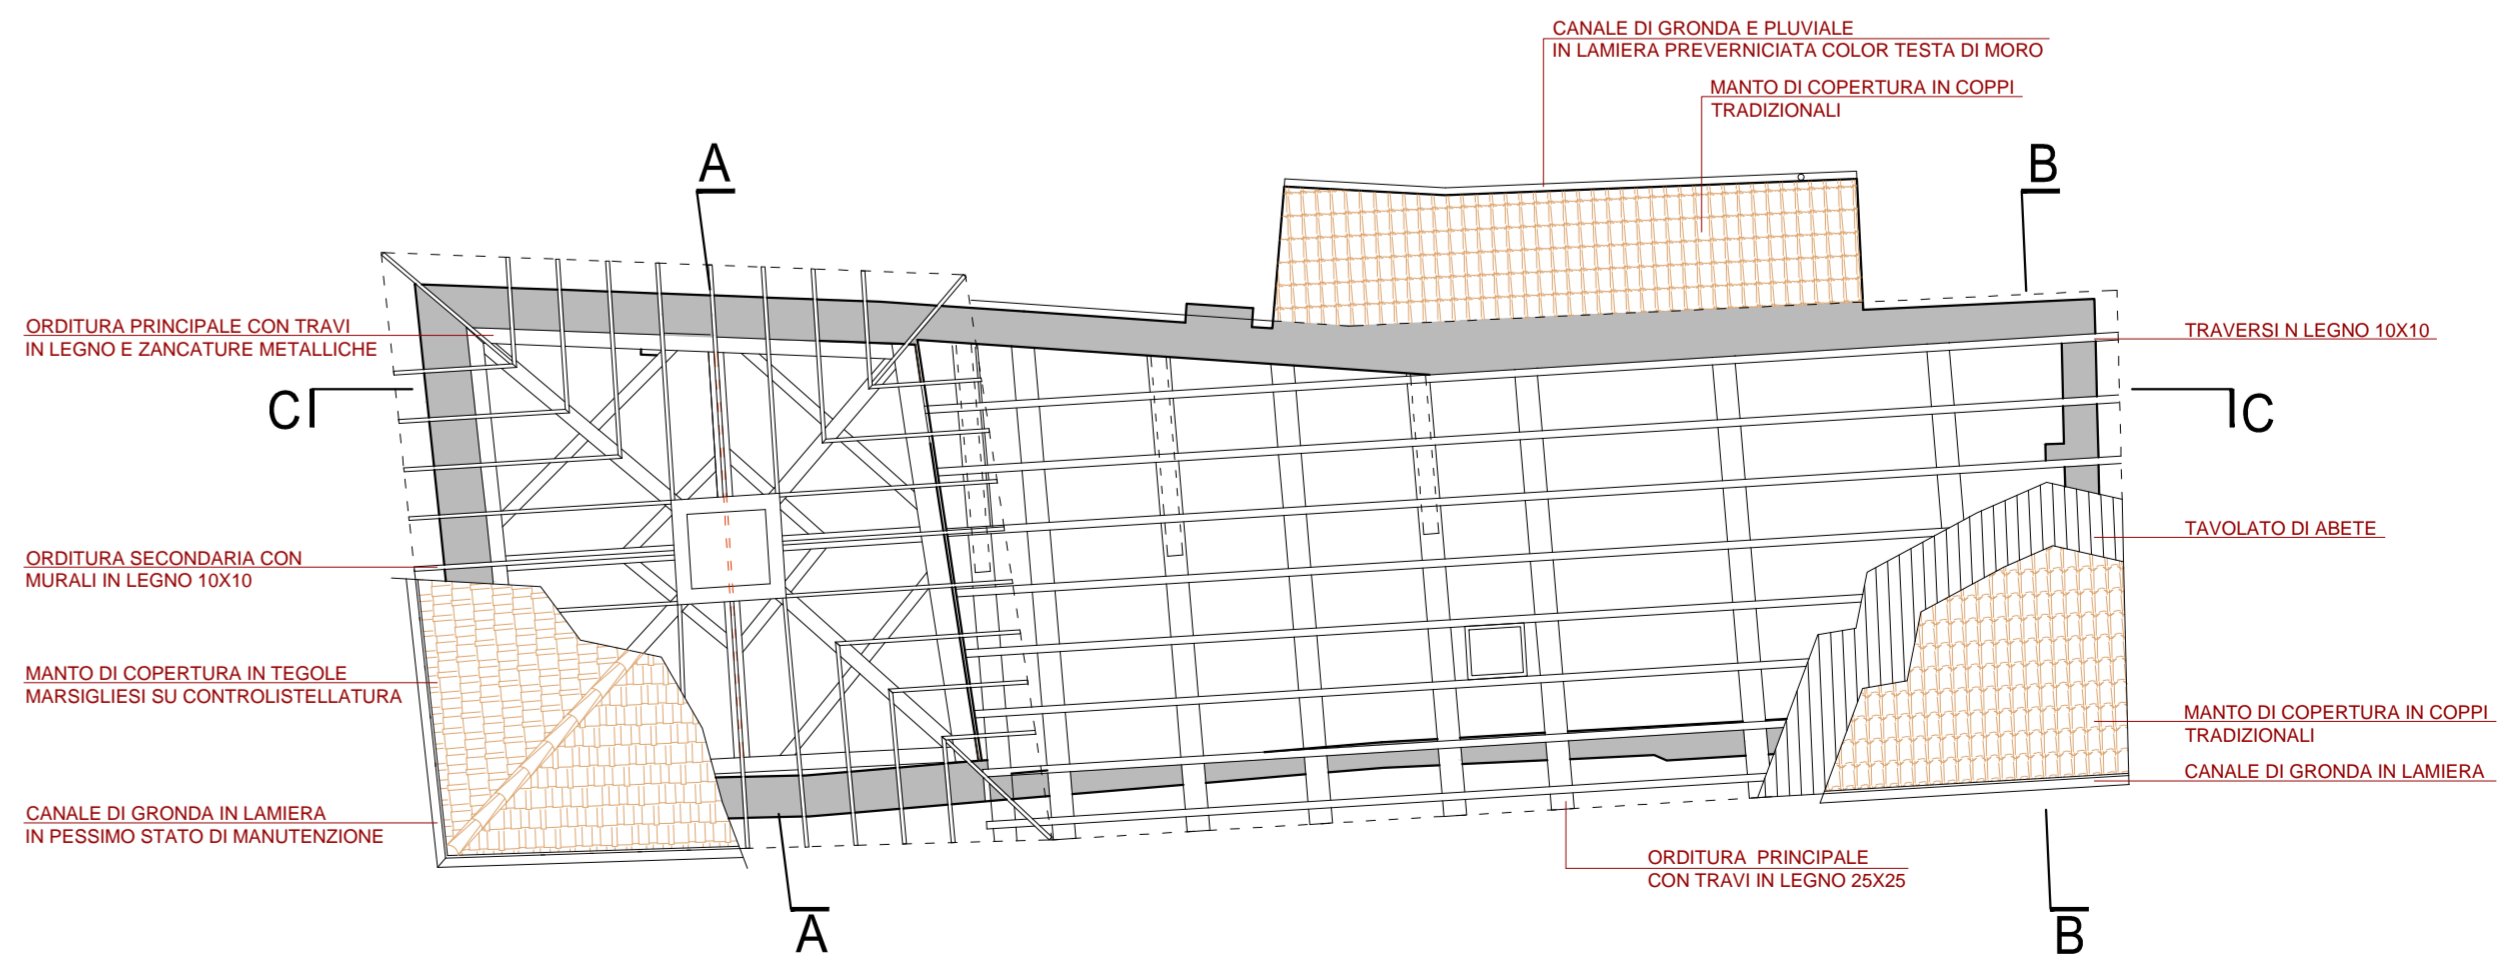 CANALE DI GRONDA E PLUVIALE
IN LAMIERA PREVERNICIATA COLOR TESTA DI MORO
MANTO DI COPERTURA IN COPPI
TRADIZIONALI
A
B
ORDITURA PRINCIPALE CON TRAVI
IN LEGNO E ZANCATURE METALLICHE
TRAVERSI N LEGNO 10X10
C
C
TAVOLATO DI ABETE
ORDITURA SECONDARIA CON
MURALI IN LEGNO 10X10
MANTO DI COPERTURA IN TEGOLE
MARSIGLIESI SU CONTROLISTELLATURA
MANTO DI COPERTURA IN COPPI
TRADIZIONALI
CANALE DI GRONDA IN LAMIERA
CANALE DI GRONDA IN LAMIERA
IN PESSIMO STATO DI MANUTENZIONE
ORDITURA  PRINCIPALE
CON TRAVI IN LEGNO 25X25
A
B